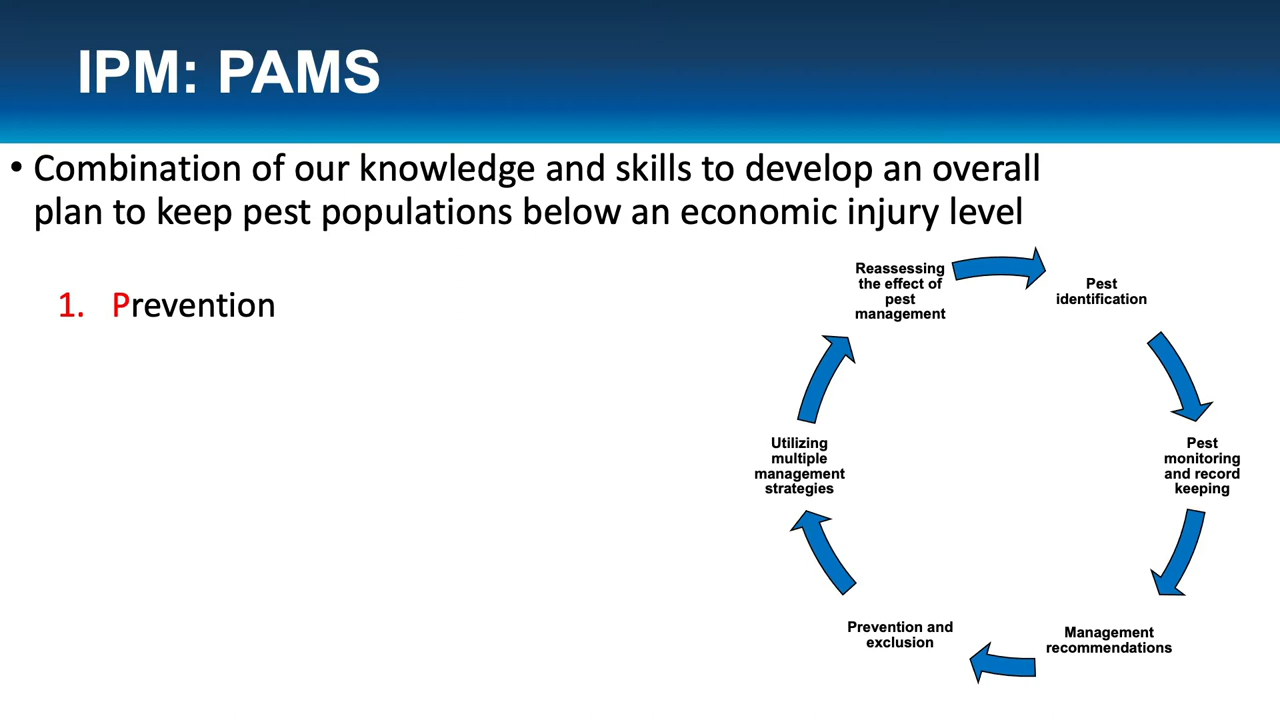 IPM: PAMS
• Combination of our knowledge and skills to develop an overall
plan to keep pest populations below an economic injury level
1. Prevention
Reassessing
the effect of
pest
management
Pest
identification
Pest
monitoring
and record
keeping
Management
recommendations
Prevention and
exclusion
Utilizing
multiple
management
strategies